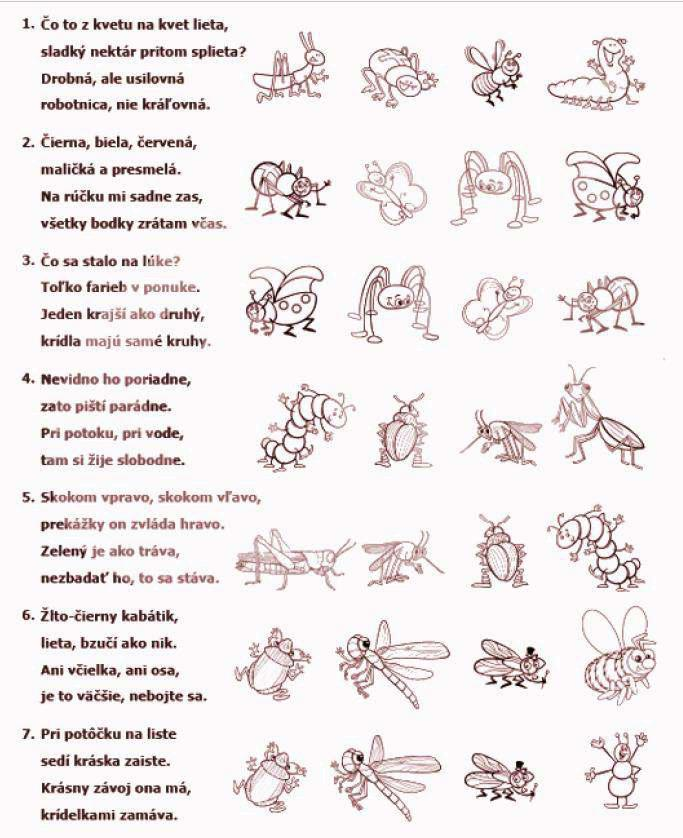 1. Čo to z kvetu na kvet lieta,
sladký nektár pritom splieta?
Drobná, ale usilovná
robotnica, nie kráľovná.
2. Čierna, biela, červená,
maličká a presmelá.
Na rúčku mi sadne zas,
všetky bodky zrátam včas.
3. Čo sa stalo na lúke?
Toľko farieb v ponuke.
Jeden krajší ako druhý,
krídla majú samé kruhy.
4. Nevidno ho poriadne,
zato piští parádne.
Pri potoku, pri vode,
tam si žije slobodne.
5. Skokom vpravo, skokom vľavo,
prekážky on zvláda hravo.
Zelený je ako tráva,
nezbadať ho, to sa stáva.
6. Žlto-čierny kabátik,
lieta, bzučí ako nik.
Ani včielka, ani osa,
je to väčšie, nebojte sa.
7. Pri potôčku na liste
sedí kráska zaiste.
Krásny závoj ona má,
krídelkami zamáva.